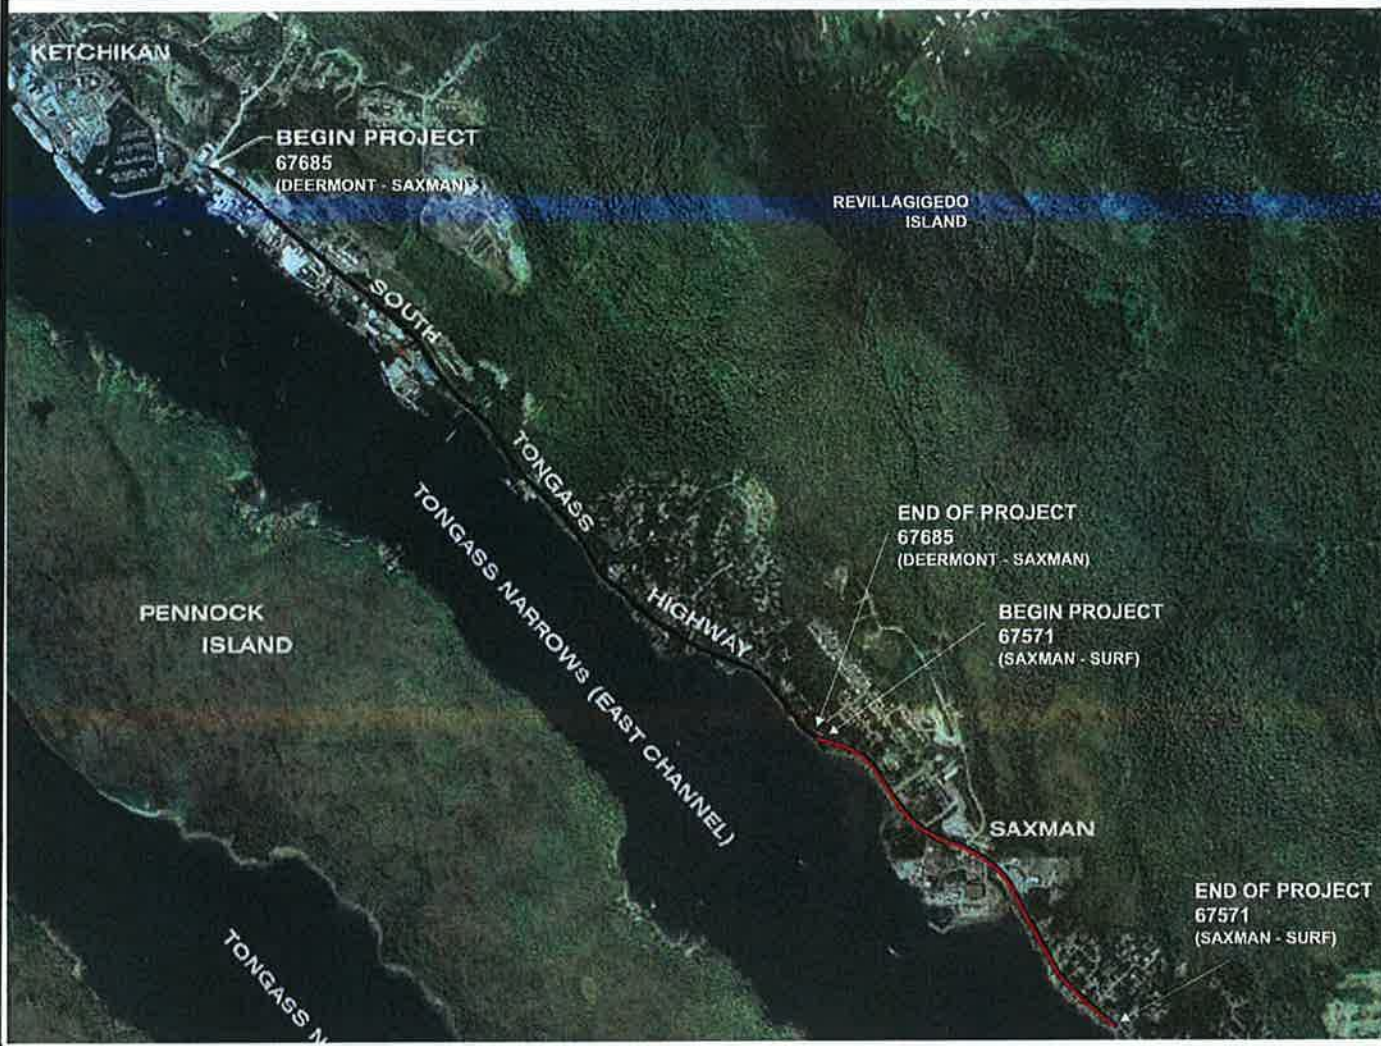 KETCHIKAN
BEGIN PROJECT
67685
(DEERMONT - SAXMAN)
REVILLAGIGEDO
ISLAND
SOUTH
TONGASS
HIGHWAY
TONGASS NARROWS (EAST CHANNEL)
END OF PROJECT
67685
(DEERMONT - SAXMAN)
BEGIN PROJECT
67571
(SAXMAN - SURF)
PENNOCK
ISLAND
SAXMAN
END OF PROJECT
67571
(SAXMAN - SURF)
TONGASS N